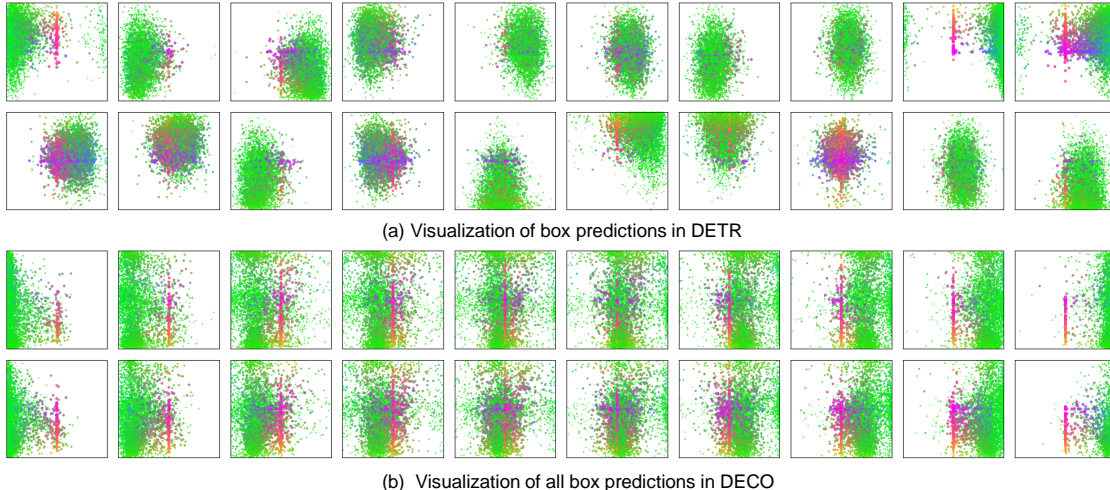 (a) Visualization of box predictions in DETR
(b) Visualization of all box predictions in DECO